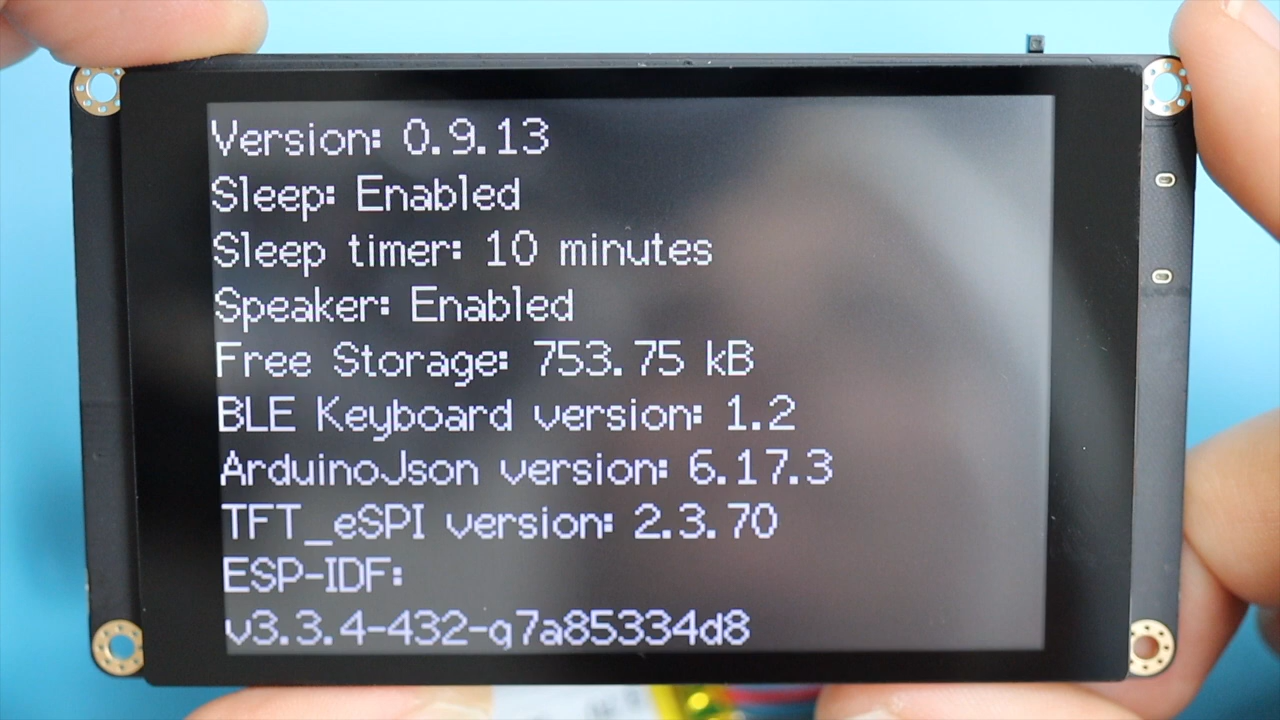 Version: 0.9.13
Sleep: Enabled
Sleep timer: 10 minutes
Speaker: Enabled
Free Storage: 753.75 kB
BLE Keyboard version: 1.2
ArduinoJson version: 6.17.3
TFT_eSPI version: 2.3.70
ESP-IDF:
v3.3.4-432-g7a85334d8